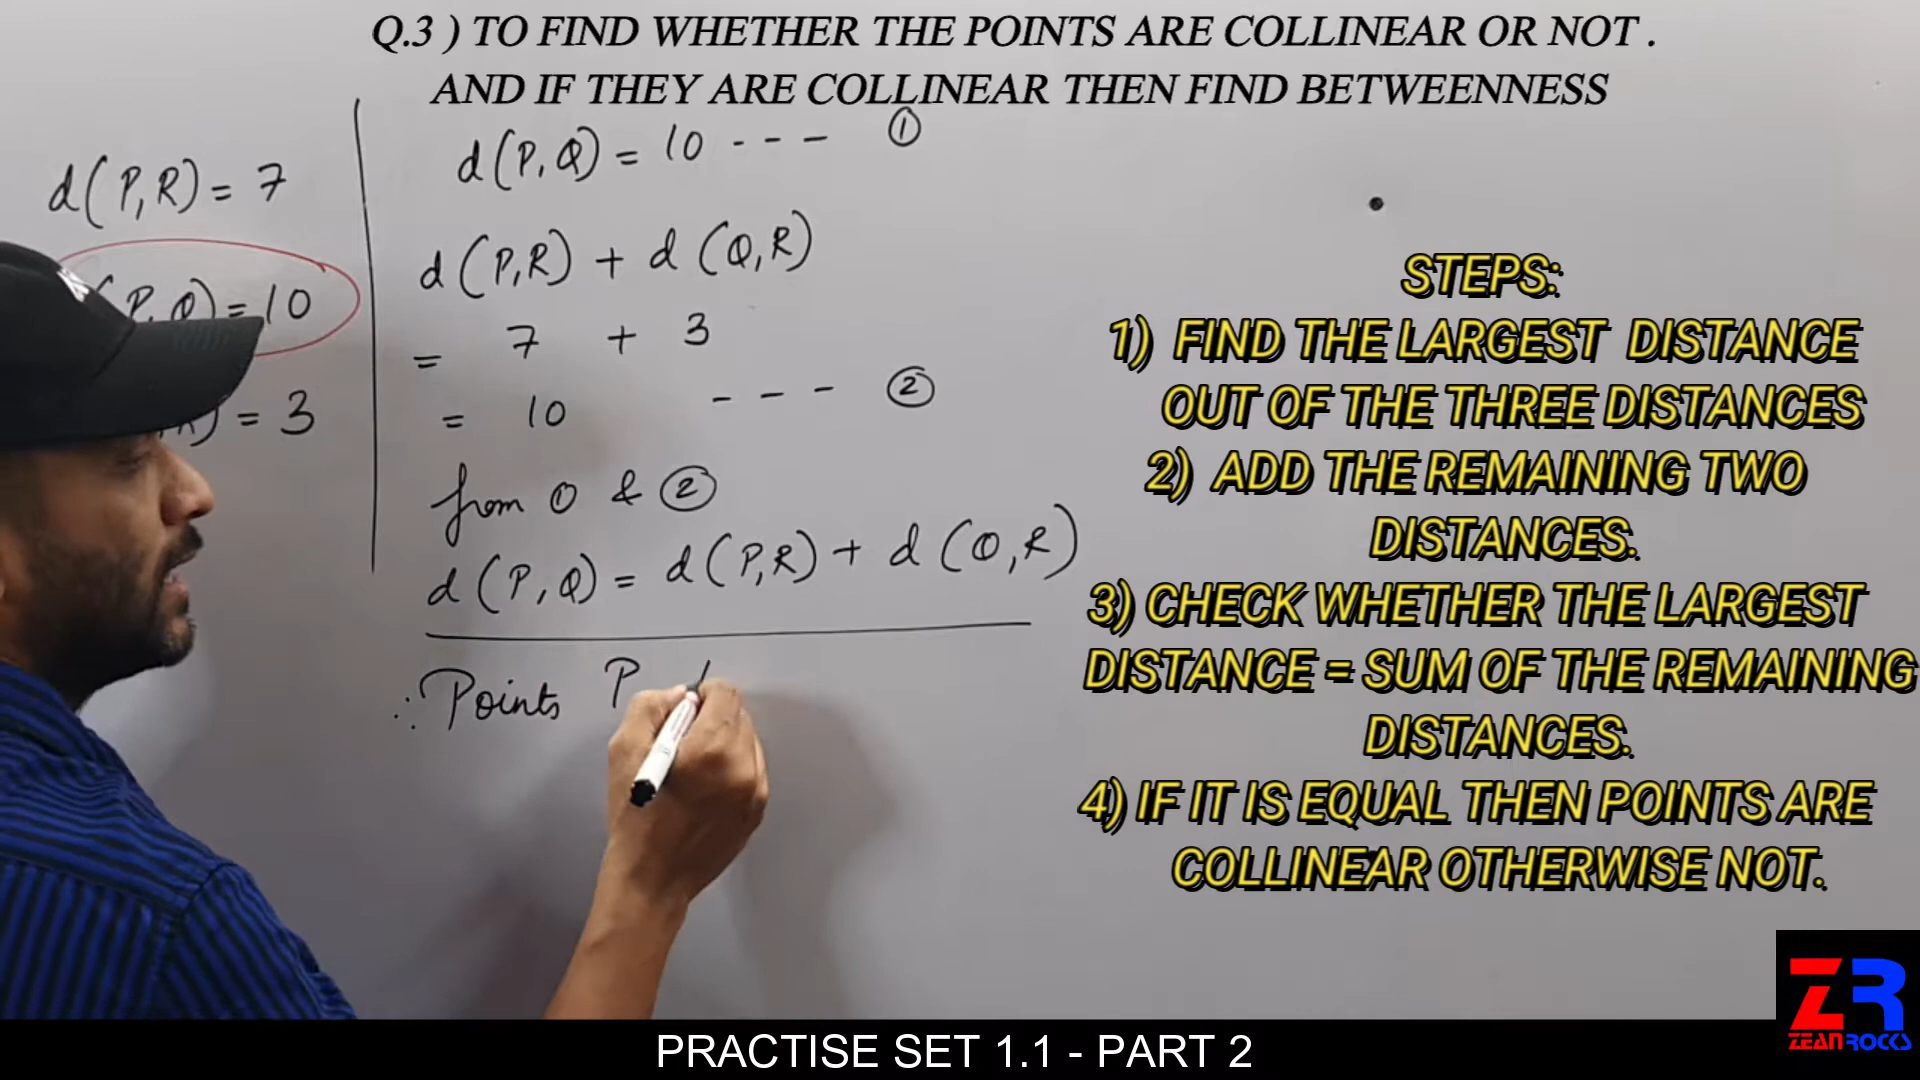 Q.3 ) TO FIND WHETHER THE POINTS ARE COLLINEAR OR NOT .
AND IF THEY ARE COLLINEAR THEN FIND BETWEENNESS
d(P,R) = 7
(P,Q) = 10
) = 3
d(P,Q) = 10 --- ①
d(P,R) + d(Q,R)
= 7 + 3
= 10 --- ②
from ① & ②
d(P,Q) = d(P,R) + d(Q,R)
∴ Points P
STEPS:
1) FIND THE LARGEST DISTANCE
OUT OF THE THREE DISTANCES
2) ADD THE REMAINING TWO
DISTANCES.
3) CHECK WHETHER THE LARGEST
DISTANCE = SUM OF THE REMAINING
DISTANCES.
4) IF IT IS EQUAL THEN POINTS ARE
COLLINEAR OTHERWISE NOT.
ZR
ZEAN ROCKS
PRACTISE SET 1.1 - PART 2